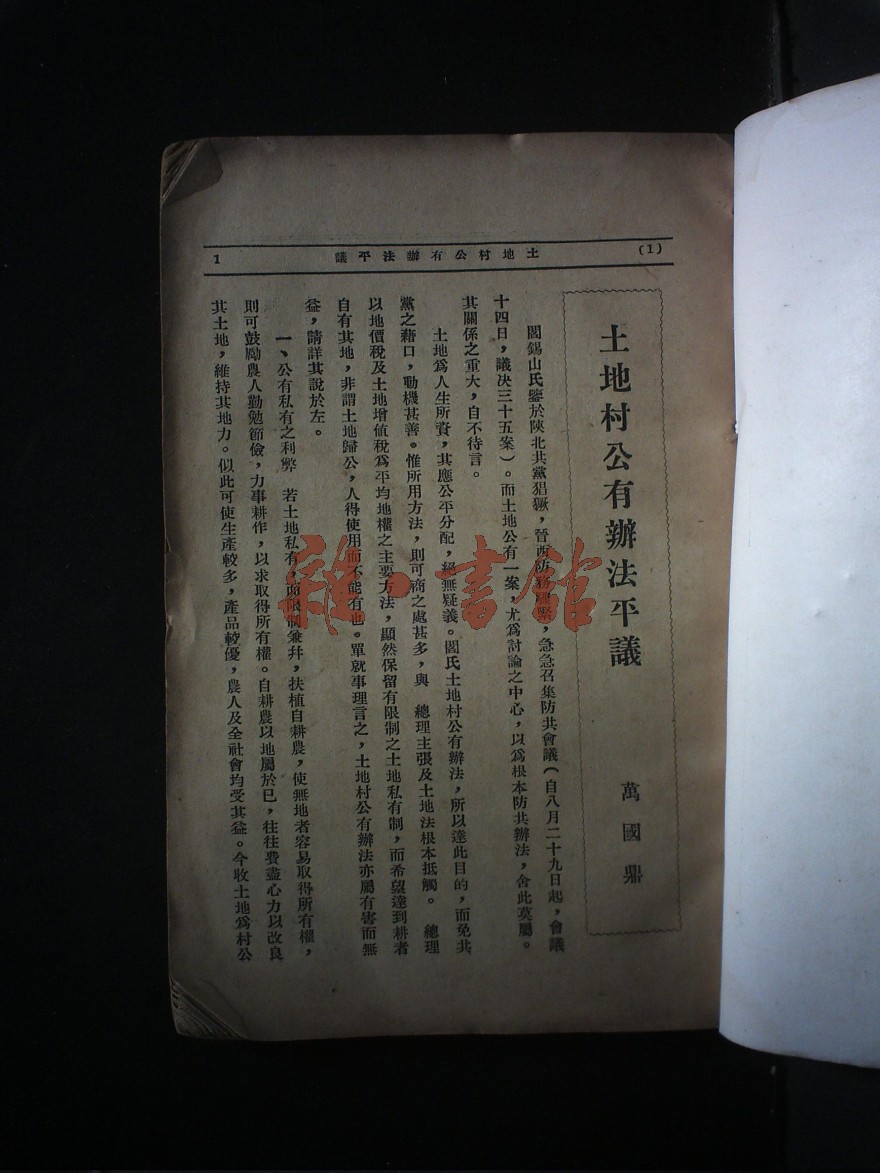 (1)
土地村公有辦法平議
1
土地村公有辦法平議
萬國鼎
閻錫山氏鑒於陝北共黨猖獗，晉西防務緊，急急召集防共會議（自八月二十九日起，會議
十四日，議決三十五案）。而土地公有一案，尤爲討論之中心，以爲根本防共辦法，舍此莫屬。
其關係之重大，自不待言。
土地爲人生所資，其應公平分配，絕無疑義。閻氏土地村公有辦法，所以達此目的，而免共
黨之藉口，動機甚善。惟所用方法，則可商之處甚多，與　總理主張及土地法根本抵觸。　總理
以地價稅及土地增値稅爲平均地權之主要方法，顯然保留有限制之土地私有制，而希望達到耕者
自有其地，非謂土地歸公，人得使用而不能有也。單就事理言之，土地村公有辦法亦屬有害而無
益，請詳其說於左。
一、公有私有之利弊　若土地私有，而限制兼幷，扶植自耕農，使無地者容易取得所有權，
則可鼓勵農人勤勉節儉，力事耕作，以求取得所有權。自耕農以地屬於己，往往費盡心力以改良
其土地，維持其地力。似此可使生產較多，產品較優，農人及全社會均受其益。今收土地爲村公
雜·書館